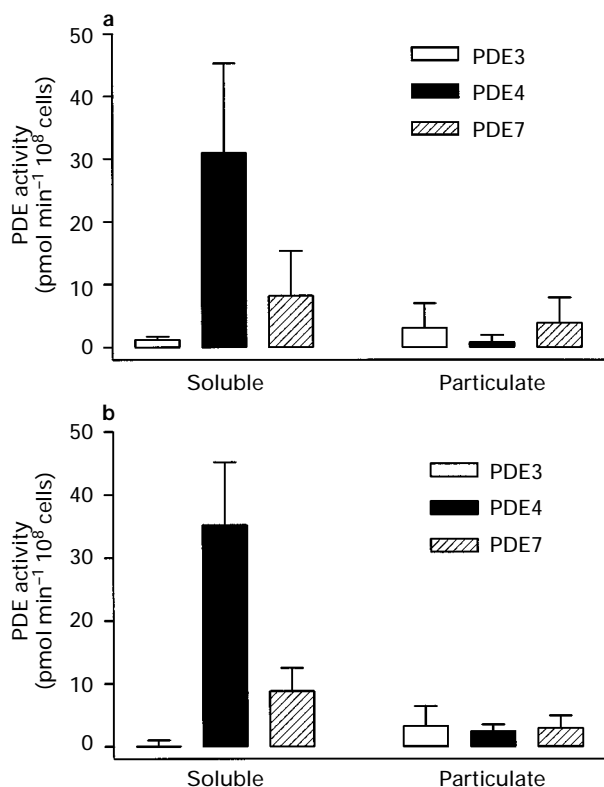 a
PDE activity
(pmol min⁻¹ 10⁸ cells)
50
40
30
20
10
0
PDE3
PDE4
PDE7
Soluble Particulate
b
PDE activity
(pmol min⁻¹ 10⁸ cells)
50
40
30
20
10
0
PDE3
PDE4
PDE7
Soluble Particulate